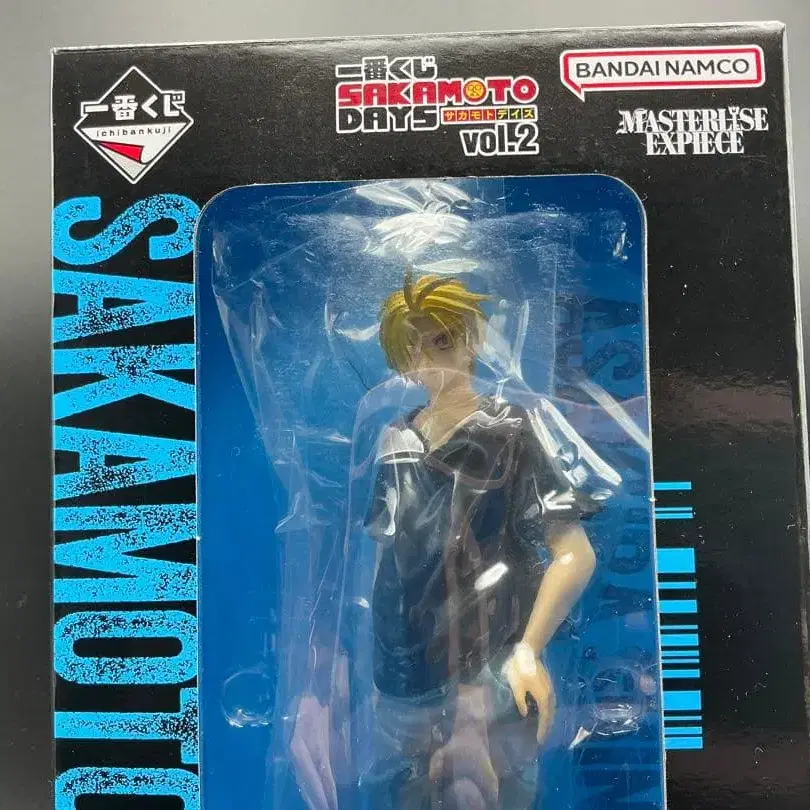 一番くじ
ichibankuji
一番くじ
SAKAMOTO
DAYS サカモトデイズ
vol.2
BANDAI NAMCO
MASTERLISE
EXPIECE
SAKAMOTO